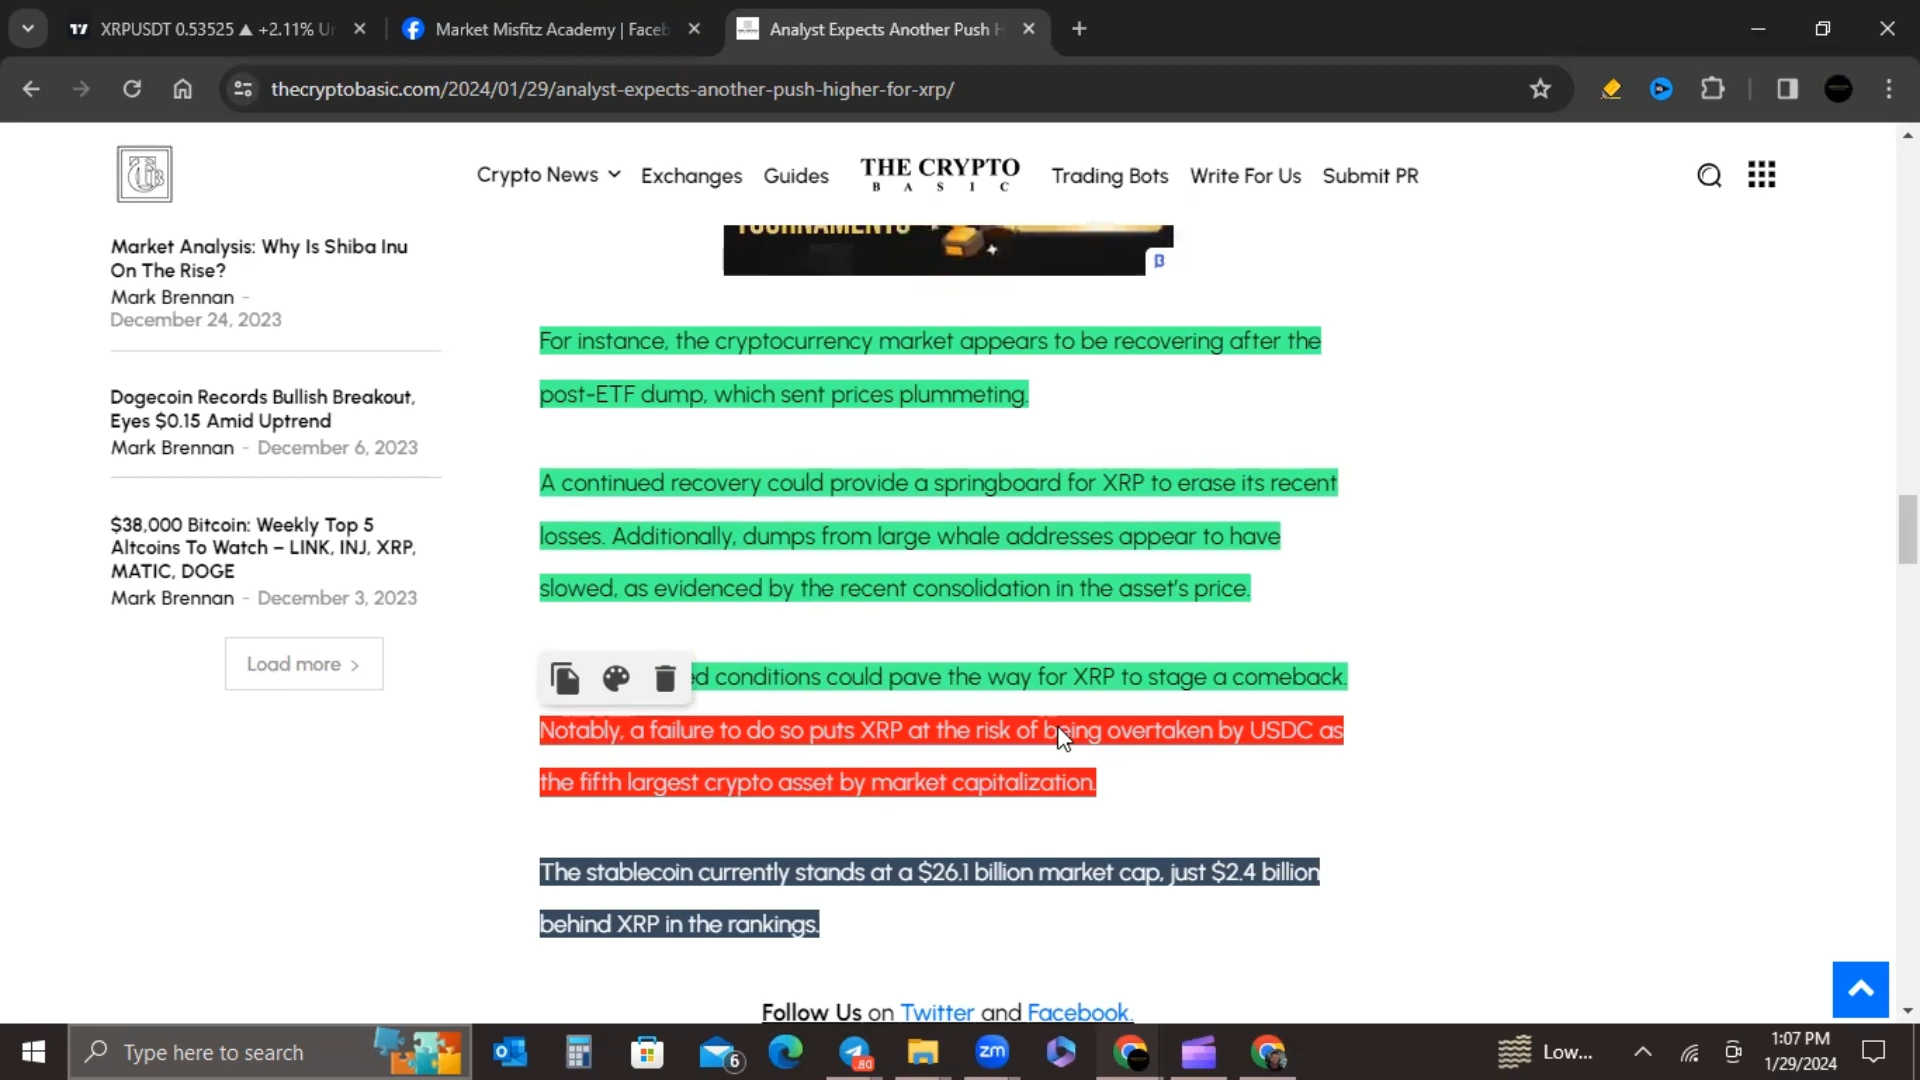 XRPUSDT 0.53525 ▲ +2.11% Un
Market Misfitz Academy | Faceb
Analyst Expects Another Push H
thecryptobasic.com/2024/01/29/analyst-expects-another-push-higher-for-xrp/
Crypto News
Exchanges
Guides
THE CRYPTO
BASIC
Trading Bots
Write For Us
Submit PR
TOURNAMENTS
Market Analysis: Why Is Shiba Inu
On The Rise?
Mark Brennan -
December 24, 2023
Dogecoin Records Bullish Breakout,
Eyes $0.15 Amid Uptrend
Mark Brennan - December 6, 2023
$38,000 Bitcoin: Weekly Top 5
Altcoins To Watch – LINK, INJ, XRP,
MATIC, DOGE
Mark Brennan - December 3, 2023
Load more >
For instance, the cryptocurrency market appears to be recovering after the
post-ETF dump, which sent prices plummeting.
A continued recovery could provide a springboard for XRP to erase its recent
losses. Additionally, dumps from large whale addresses appear to have
slowed, as evidenced by the recent consolidation in the asset's price.
ed conditions could pave the way for XRP to stage a comeback.
Notably, a failure to do so puts XRP at the risk of being overtaken by USDC as
the fifth largest crypto asset by market capitalization.
The stablecoin currently stands at a $26.1 billion market cap, just $2.4 billion
behind XRP in the rankings.
Follow Us on Twitter and Facebook.
Type here to search
6
80
zm
Low...
1:07 PM
1/29/2024